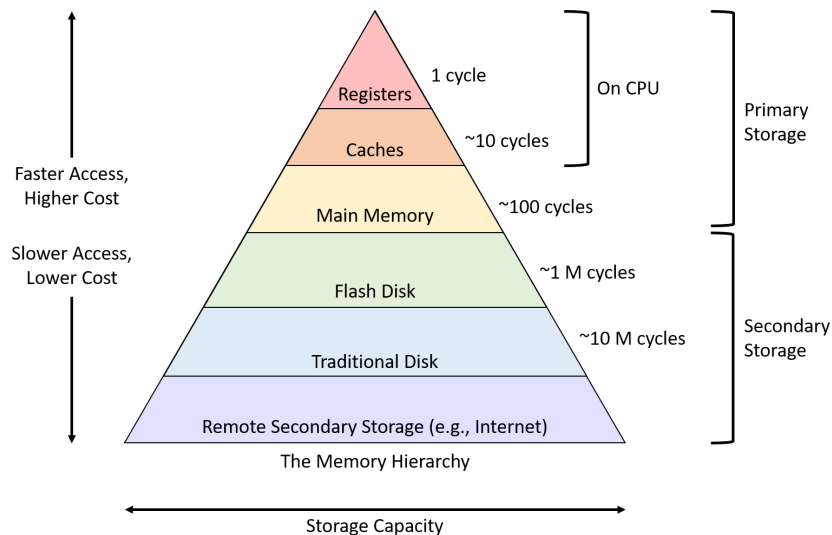 Registers
1 cycle
On CPU
Primary
Storage
Caches
~10 cycles
Faster Access,
Higher Cost
Main Memory
~100 cycles
Slower Access,
Lower Cost
Flash Disk
~1 M cycles
Secondary
Storage
Traditional Disk
~10 M cycles
Remote Secondary Storage (e.g., Internet)
The Memory Hierarchy
Storage Capacity